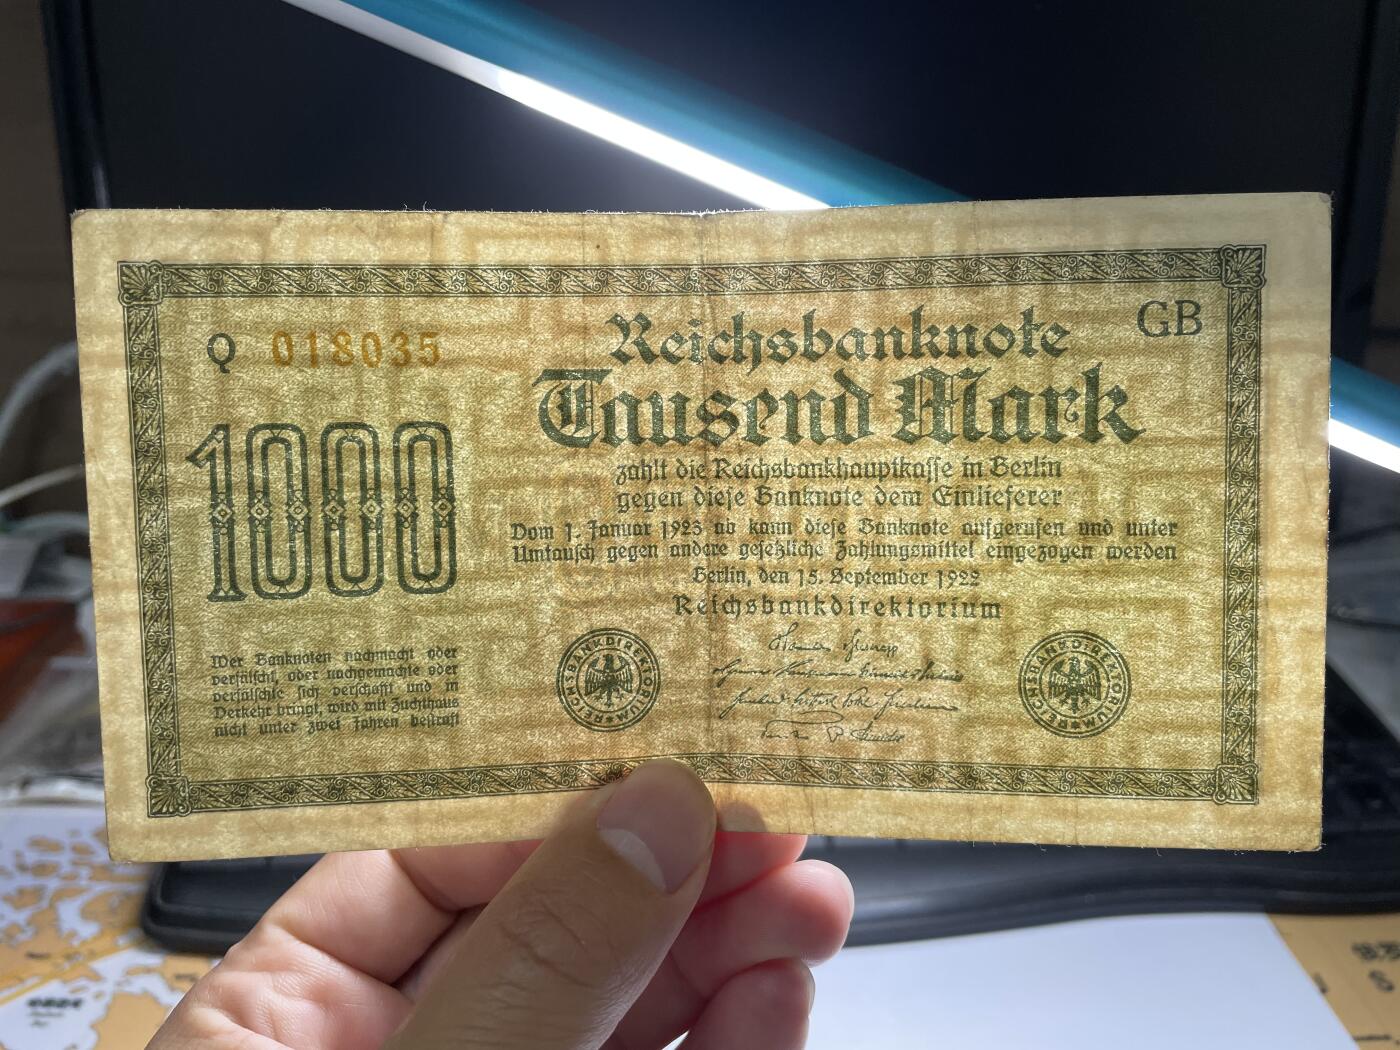 Q 018035
GB
Reichsbanknote
Tausend Mark
1000
zahlt die Reichsbankhauptkasse in Berlin
gegen diese Banknote dem Einlieferer
Vom 1. Januar 1923 ab kann diese Banknote aufgerufen und unter
Umtausch gegen andere gesetzliche Zahlungsmittel eingezogen werden
Berlin, den 15. September 1922
Reichsbankdirektorium
Wer Banknoten nachmacht oder
verfälscht, oder nachgemachte oder
verfälschte sich verschafft und in
Verkehr bringt, wird mit Zuchthaus
nicht unter zwei Jahren bestraft
REICHSBANKDIREKTORIUM
REICHSBANKDIREKTORIUM